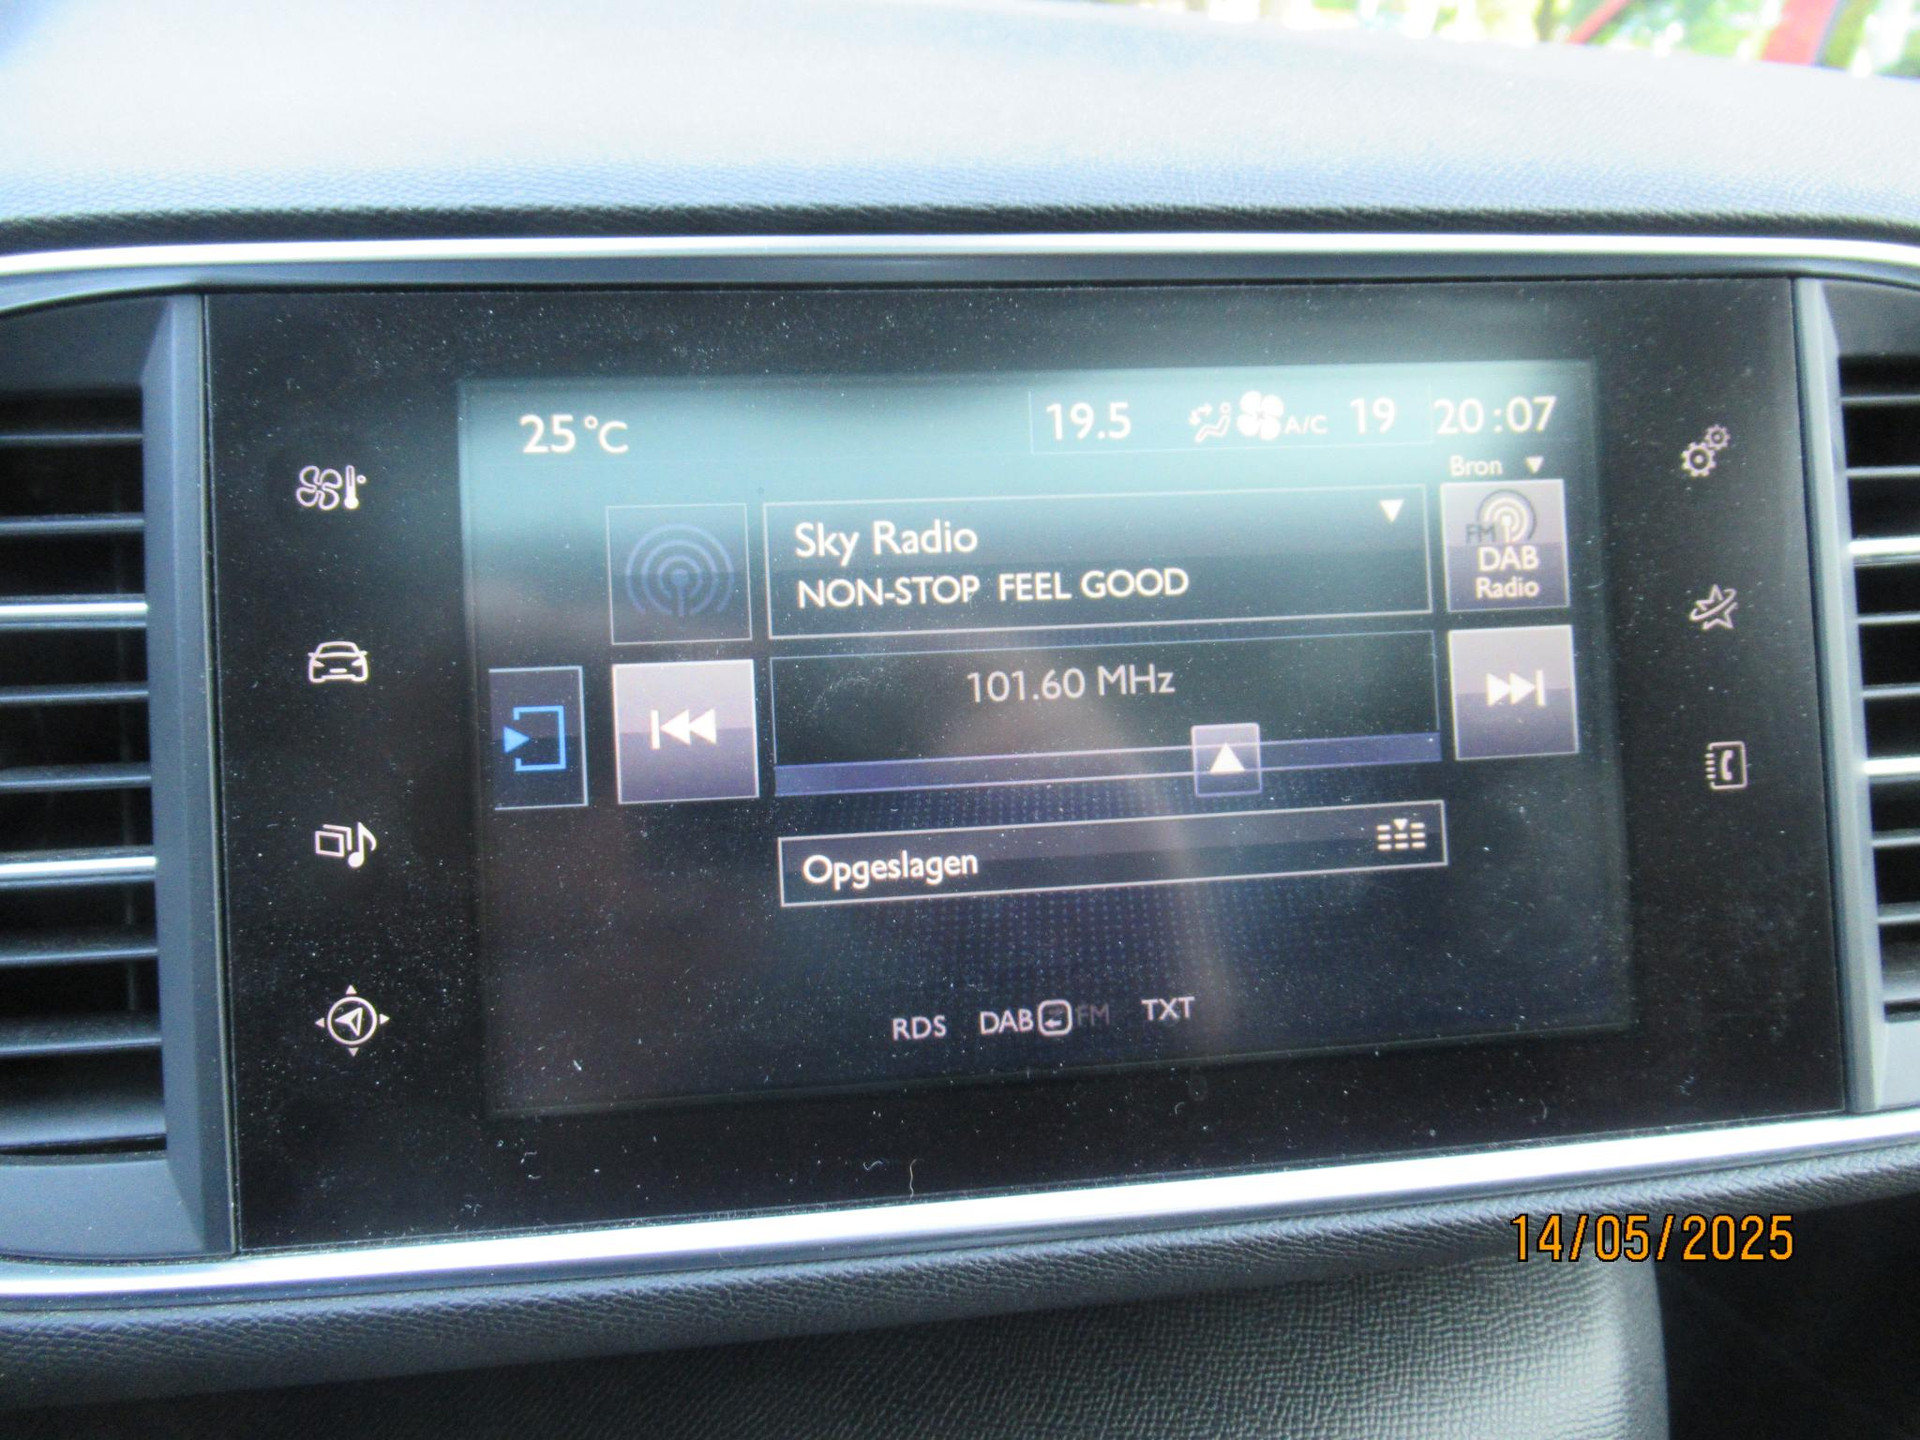 25°C
19.5
A/C
19
20:07
Bron
Sky Radio
NON-STOP FEEL GOOD
FM
DAB
Radio
101.60 MHz
Opgeslagen
RDS
DAB
FM
TXT
14/05/2025